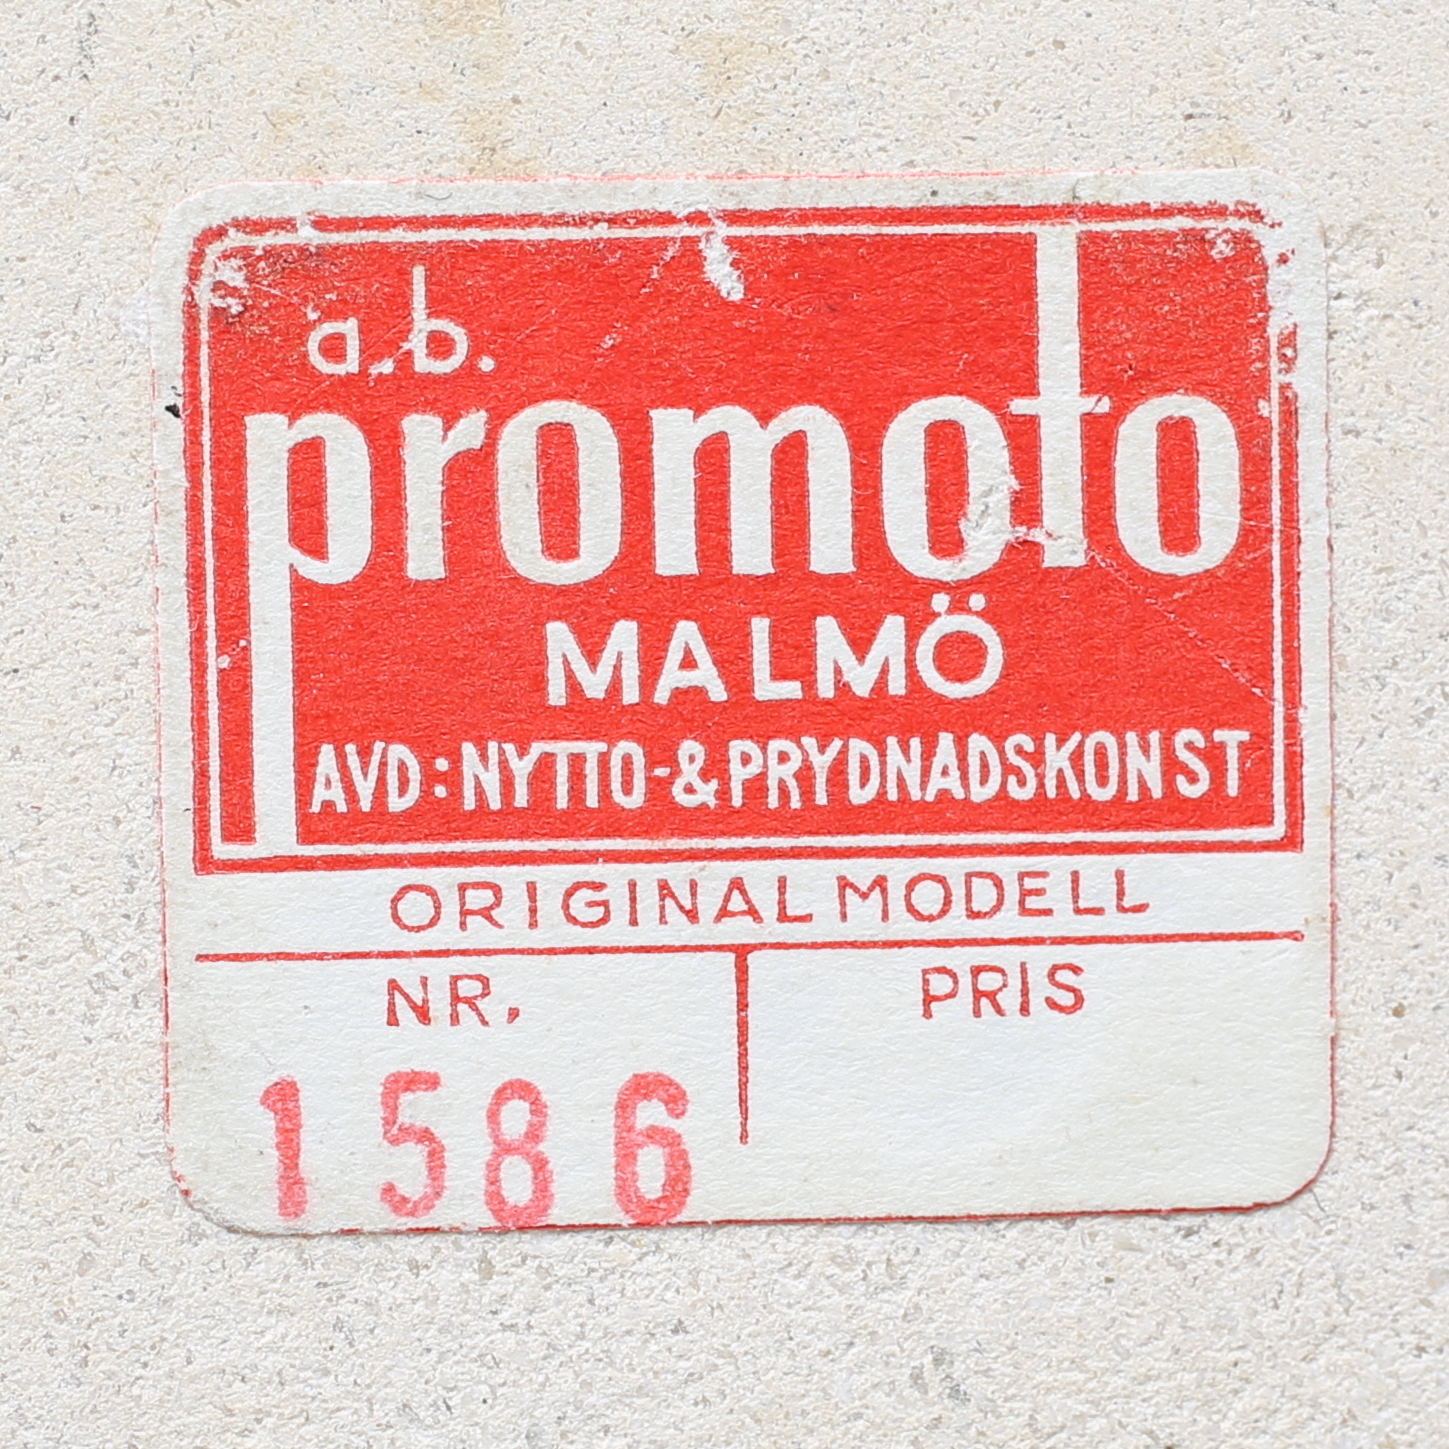 a.b.
promoto
MALMÖ
AVD: NYTTO-& PRYDNADSKONST
ORIGINALMODELL
NR. PRIS
1586